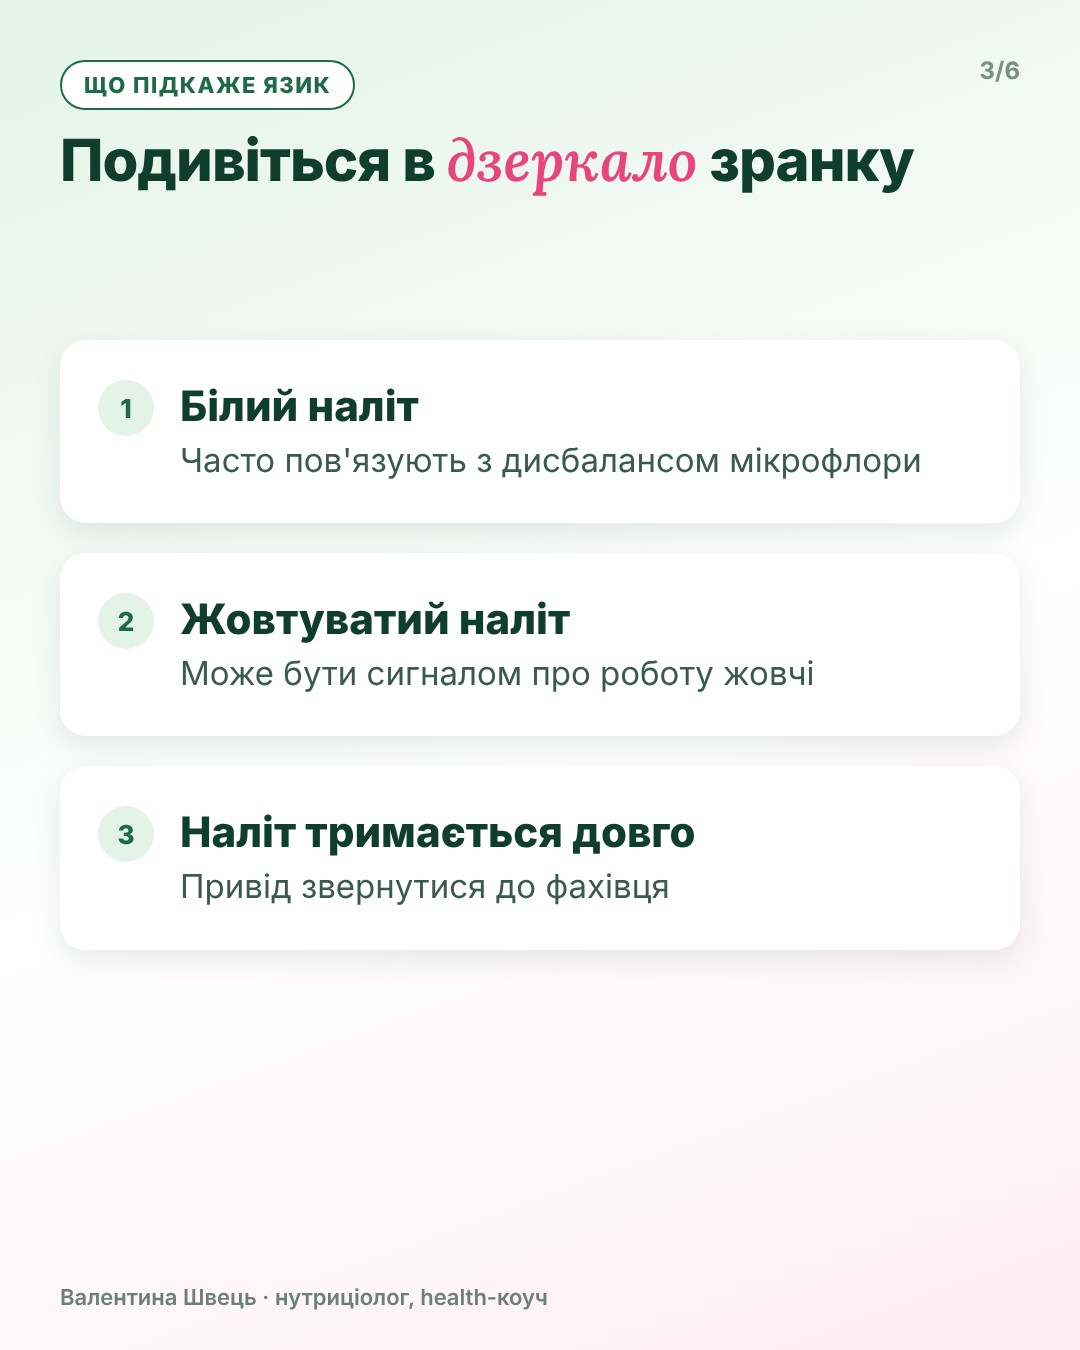 ЩО ПІДКАЖЕ ЯЗИК
3/6
Подивіться в дзеркало зранку
1
Білий наліт
Часто пов'язують з дисбалансом мікрофлори
2
Жовтуватий наліт
Може бути сигналом про роботу жовчі
3
Наліт тримається довго
Привід звернутися до фахівця
Валентина Швець · нутриціолог, health-коуч